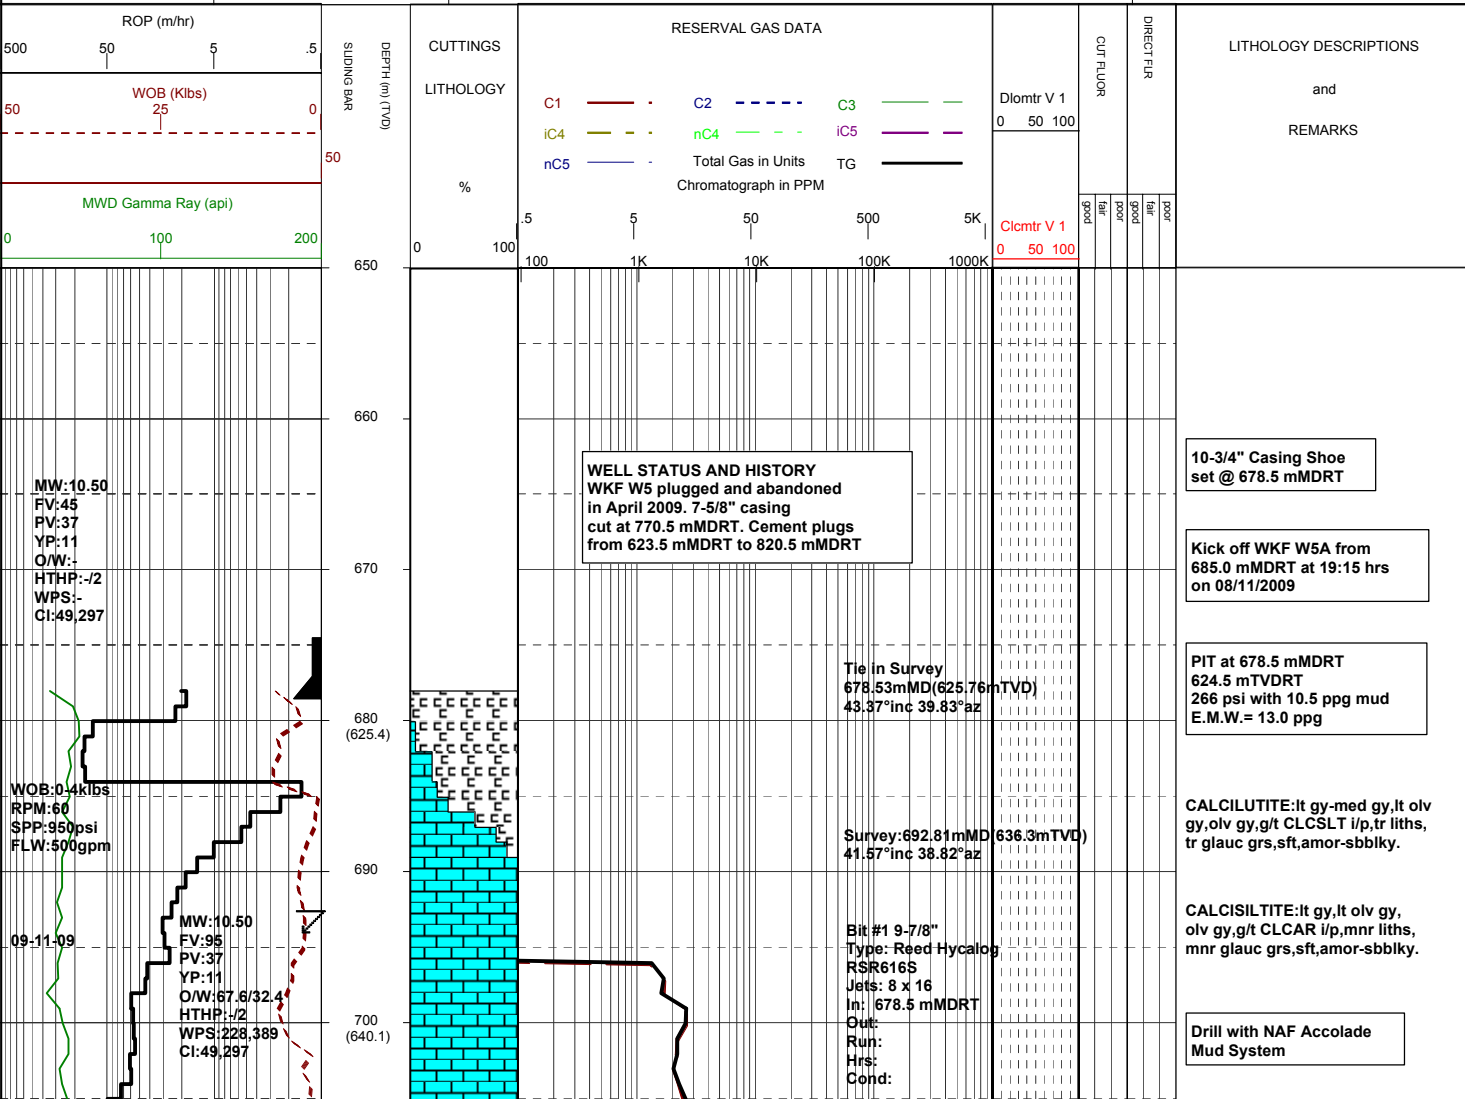 ROP (m/hr)
500 50 5 .5
WOB (Klbs)
50 25 0
50
MWD Gamma Ray (api)
0 100 200
SLIDING BAR
DEPTH (m) (TVD)
CUTTINGS
LITHOLOGY
%
0 100
RESERVAL GAS DATA
C1 C2 C3
iC4 nC4 iC5
nC5 Total Gas in Units TG
Chromatograph in PPM
.5 5 50 500 5K
100 1K 10K 100K 1000K
Dlomtr V 1
0 50 100
Clcmtr V 1
0 50 100
CUT FLUOR
DIRECT FLR
good fair poor good fair poor
LITHOLOGY DESCRIPTIONS
and
REMARKS
650
660
670
680
(625.4)
690
700
(640.1)
MW:10.50
FV:45
PV:37
YP:11
O/W:-
HTHP:-/2
WPS:-
Cl:49,297
WOB:0-4klbs
RPM:60
SPP:950psi
FLW:500gpm
09-11-09
MW:10.50
FV:95
PV:37
YP:11
O/W:67.6/32.4
HTHP:-/2
WPS:228,389
Cl:49,297
WELL STATUS AND HISTORY
WKF W5 plugged and abandoned
in April 2009. 7-5/8" casing
cut at 770.5 mMDRT. Cement plugs
from 623.5 mMDRT to 820.5 mMDRT
Tie in Survey
678.53mMD(625.76mTVD)
43.37°inc 39.83°az
Survey:692.81mMD(636.3mTVD)
41.57°inc 38.82°az
Bit #1 9-7/8"
Type: Reed Hycalog
RSR616S
Jets: 8 x 16
In: 678.5 mMDRT
Out:
Run:
Hrs:
Cond:
10-3/4" Casing Shoe
set @ 678.5 mMDRT
Kick off WKF W5A from
685.0 mMDRT at 19:15 hrs
on 08/11/2009
PIT at 678.5 mMDRT
624.5 mTVDRT
266 psi with 10.5 ppg mud
E.M.W.= 13.0 ppg
CALCILUTITE:lt gy-med gy,lt olv
gy,olv gy,g/t CLCSLT i/p,tr liths,
tr glauc grs,sft,amor-sbblky.
CALCISILTITE:lt gy,lt olv gy,
olv gy,g/t CLCAR i/p,mnr liths,
mnr glauc grs,sft,amor-sbblky.
Drill with NAF Accolade
Mud System